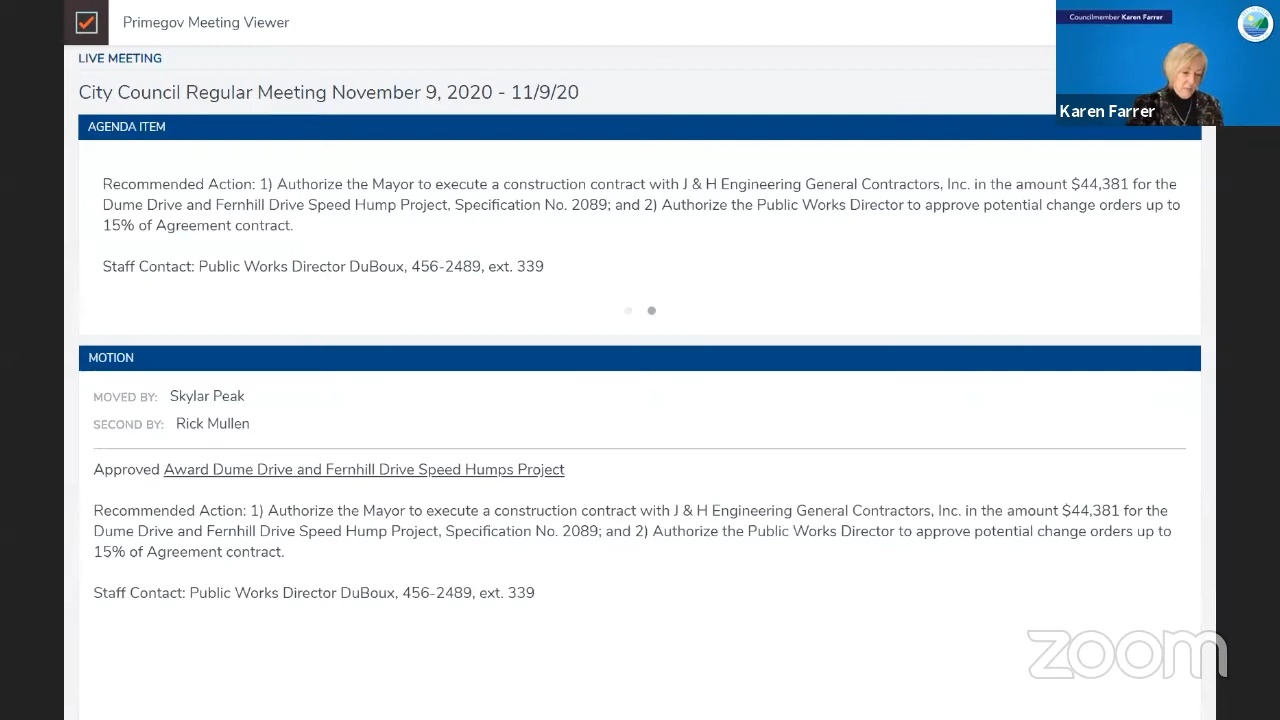 Primegov Meeting Viewer
Councilmember Karen Farrer
LIVE MEETING
City Council Regular Meeting November 9, 2020 - 11/9/20
Karen Farrer
AGENDA ITEM
Recommended Action: 1) Authorize the Mayor to execute a construction contract with J & H Engineering General Contractors, Inc. in the amount $44,381 for the
Dume Drive and Fernhill Drive Speed Hump Project, Specification No. 2089; and 2) Authorize the Public Works Director to approve potential change orders up to
15% of Agreement contract.
Staff Contact: Public Works Director DuBoux, 456-2489, ext. 339
MOTION
MOVED BY: Skylar Peak
SECOND BY: Rick Mullen
Approved Award Dume Drive and Fernhill Drive Speed Humps Project
Recommended Action: 1) Authorize the Mayor to execute a construction contract with J & H Engineering General Contractors, Inc. in the amount $44,381 for the
Dume Drive and Fernhill Drive Speed Hump Project, Specification No. 2089; and 2) Authorize the Public Works Director to approve potential change orders up to
15% of Agreement contract.
Staff Contact: Public Works Director DuBoux, 456-2489, ext. 339
zoom